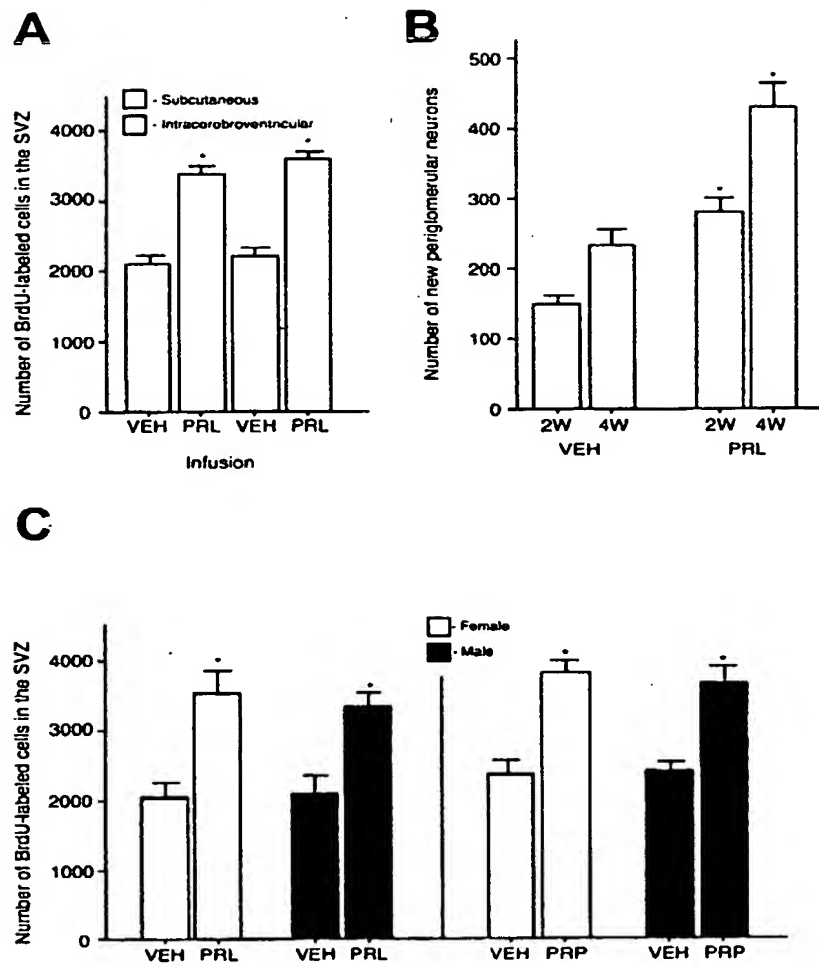 A
- Subcutaneous
- Intracorobroventricular
Number of BrdU-labeled cells in the SVZ
4000
3000
2000
1000
0
VEH PRL VEH PRL
Infusion
B
Number of new periglomerular neurons
500
400
300
200
100
0
2W 4W 2W 4W
VEH PRL
C
- Female
- Male
Number of BrdU-labeled cells in the SVZ
4000
3000
2000
1000
0
VEH PRL VEH PRL VEH PRP VEH PRP